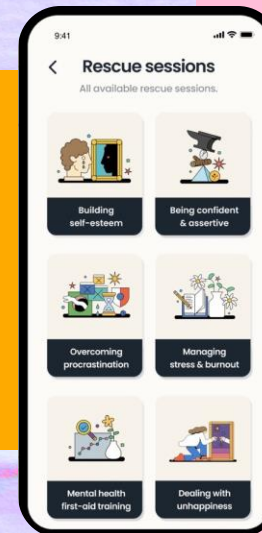 9:41
Rescue sessions
All available rescue sessions.
Building
self-esteem
Being confident
& assertive
Overcoming
procrastination
Managing
stress & burnout
Mental health
first-aid training
Dealing with
unhappiness